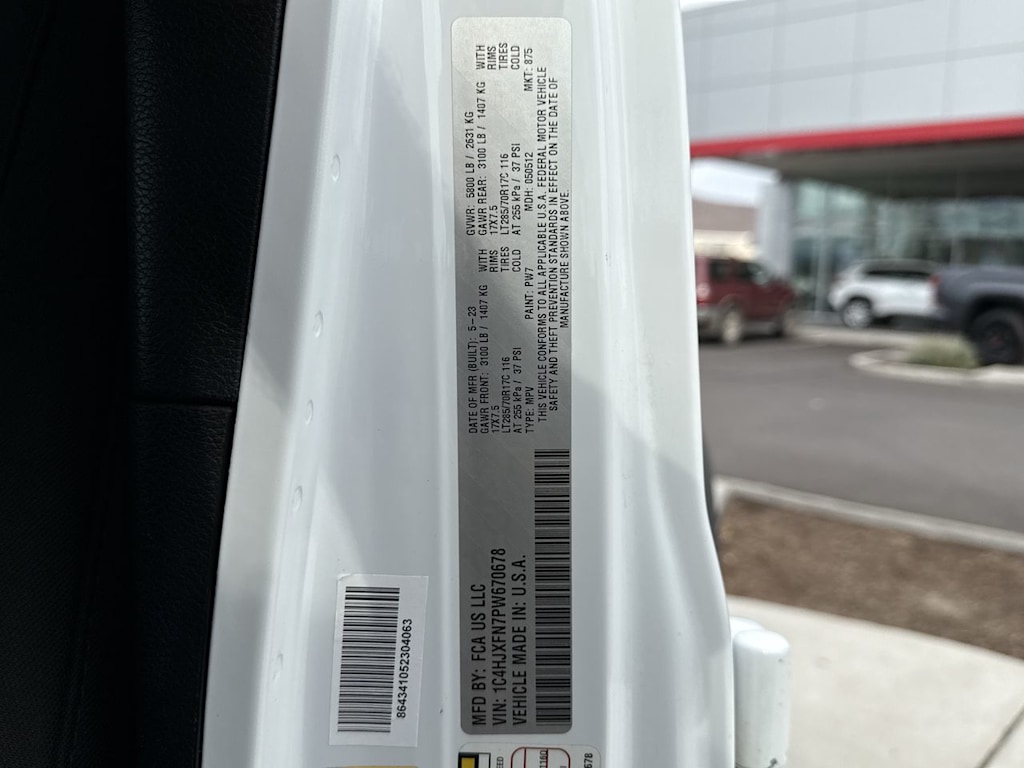 MFD BY: FCA US LLC
VIN: 1C4HJXFN7PW670678
VEHICLE MADE IN: U.S.A.
DATE OF MFR (BUILT): 5-23 GVWR: 5800 LB / 2631 KG
GAWR FRONT: 3100 LB / 1407 KG WITH GAWR REAR: 3100 LB / 1407 KG WITH
17X7.5 RIMS 17X7.5 RIMS
LT285/70R17C 116 TIRES LT285/70R17C 116 TIRES
AT 255 kPa / 37 PSI COLD AT 255 kPa / 37 PSI COLD
TYPE: MPV PAINT: PW7 MDH: 050512 MKT: 875
THIS VEHICLE CONFORMS TO ALL APPLICABLE U.S.A. FEDERAL MOTOR VEHICLE
SAFETY AND THEFT PREVENTION STANDARDS IN EFFECT ON THE DATE OF
MANUFACTURE SHOWN ABOVE.
864341052304063
678